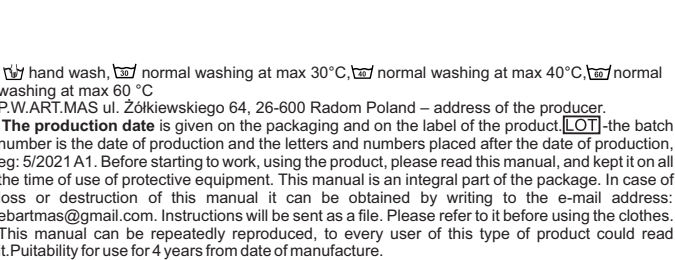 hand wash, 30 normal washing at max 30°C, 40 normal washing at max 40°C, 60 normal
washing at max 60 °C
P.W.ART.MAS ul. Żółkiewskiego 64, 26-600 Radom Poland – address of the producer.
The production date is given on the packaging and on the label of the product. LOT -the batch
number is the date of production and the letters and numbers placed after the date of production,
eg: 5/2021 A1. Before starting to work, using the product, please read this manual, and kept it on all
the time of use of protective equipment. This manual is an integral part of the package. In case of
loss or destruction of this manual it can be obtained by writing to the e-mail address:
ebartmas@gmail.com. Instructions will be sent as a file. Please refer to it before using the clothes.
This manual can be repeatedly reproduced, to every user of this type of product could read
it.Puitability for use for 4 years from date of manufacture.